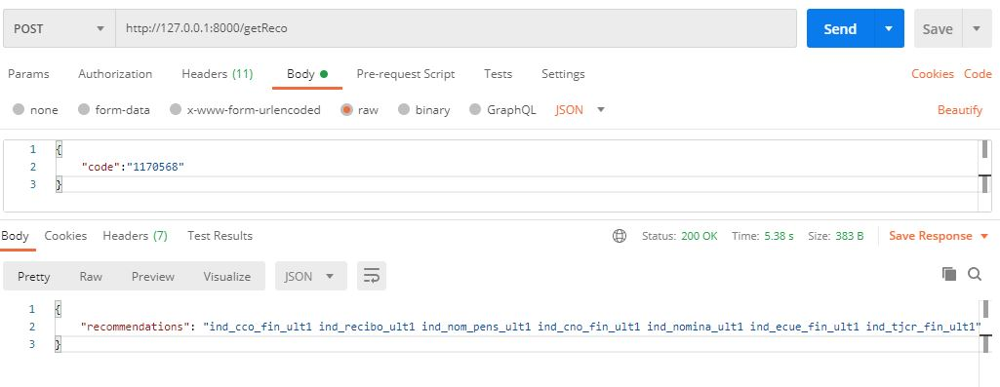 POST http://127.0.0.1:8000/getReco Send Save
Params Authorization Headers (11) Body Pre-request Script Tests Settings Cookies Code
none form-data x-www-form-urlencoded raw binary GraphQL JSON Beautify
1 {
2 "code":"1170568"
3 }
Body Cookies Headers (7) Test Results Status: 200 OK Time: 5.38 s Size: 383 B Save Response
Pretty Raw Preview Visualize JSON
1 {
2 "recommendations": "ind_cco_fin_ult1 ind_recibo_ult1 ind_nom_pens_ult1 ind_cno_fin_ult1 ind_nomina_ult1 ind_ecue_fin_ult1 ind_tjcr_fin_ult1"
3 }